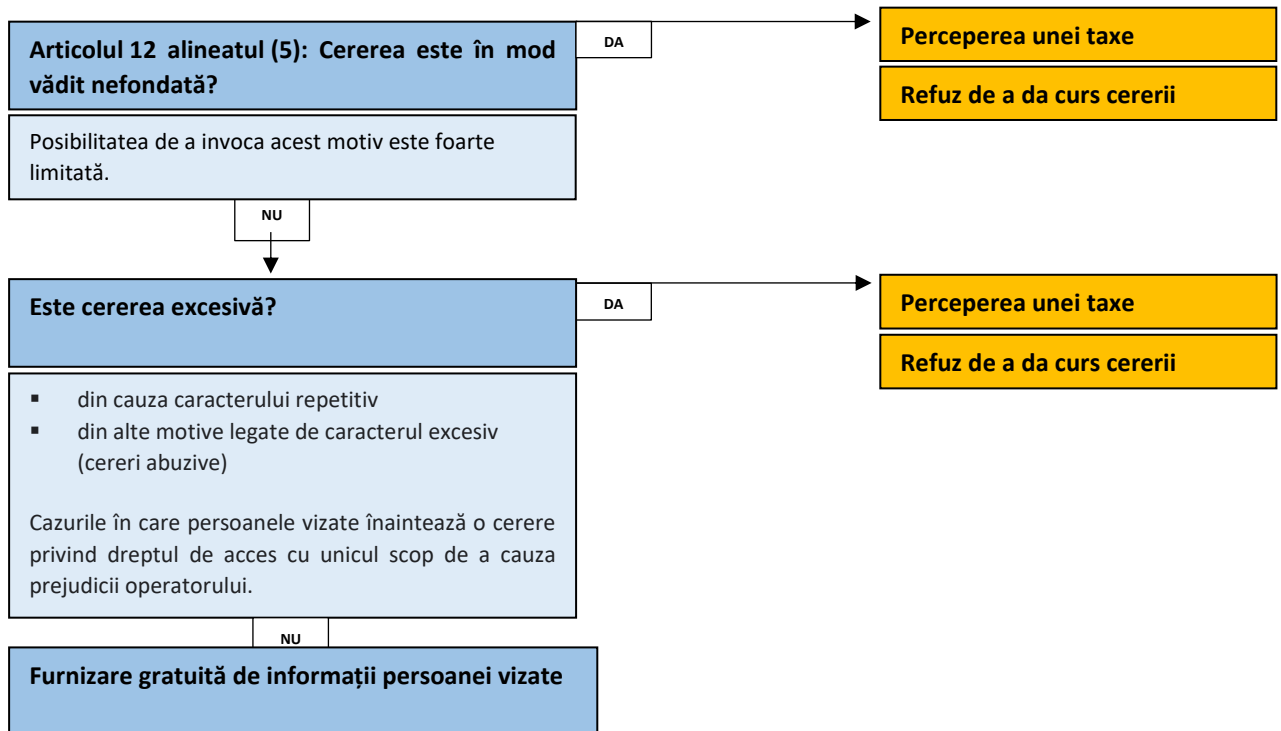 Articolul 12 alineatul (5): Cererea este în mod
vădit nefondată?
DA
Perceperea unei taxe
Refuz de a da curs cererii
Posibilitatea de a invoca acest motiv este foarte
limitată.
NU
Este cererea excesivă?
DA
Perceperea unei taxe
Refuz de a da curs cererii
▪ din cauza caracterului repetitiv
▪ din alte motive legate de caracterul excesiv
(cereri abuzive)
Cazurile în care persoanele vizate înaintează o cerere
privind dreptul de acces cu unicul scop de a cauza
prejudicii operatorului.
NU
Furnizare gratuită de informații persoanei vizate